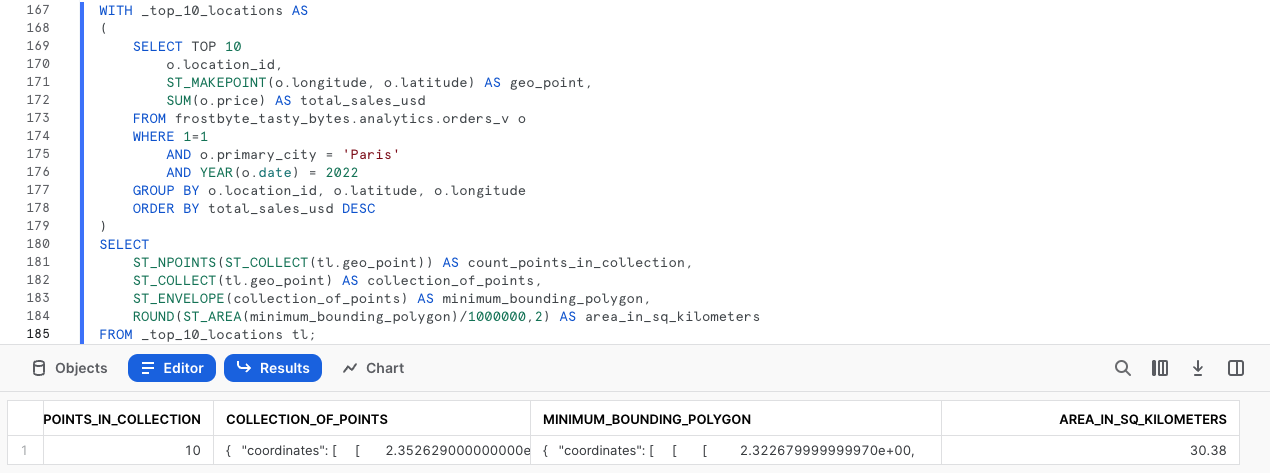 167 WITH _top_10_locations AS
168 (
169 SELECT TOP 10
170 o.location_id,
171 ST_MAKEPOINT(o.longitude, o.latitude) AS geo_point,
172 SUM(o.price) AS total_sales_usd
173 FROM frostbyte_tasty_bytes.analytics.orders_v o
174 WHERE 1=1
175 AND o.primary_city = 'Paris'
176 AND YEAR(o.date) = 2022
177 GROUP BY o.location_id, o.latitude, o.longitude
178 ORDER BY total_sales_usd DESC
179 )
180 SELECT
181 ST_NPOINTS(ST_COLLECT(tl.geo_point)) AS count_points_in_collection,
182 ST_COLLECT(tl.geo_point) AS collection_of_points,
183 ST_ENVELOPE(collection_of_points) AS minimum_bounding_polygon,
184 ROUND(ST_AREA(minimum_bounding_polygon)/1000000,2) AS area_in_sq_kilometers
185 FROM _top_10_locations tl;
Objects Editor Results Chart
POINTS_IN_COLLECTION COLLECTION_OF_POINTS MINIMUM_BOUNDING_POLYGON AREA_IN_SQ_KILOMETERS
1 10 { "coordinates": [ [ 2.352629000000000e { "coordinates": [ [ [ 2.322679999999970e+00, 30.38